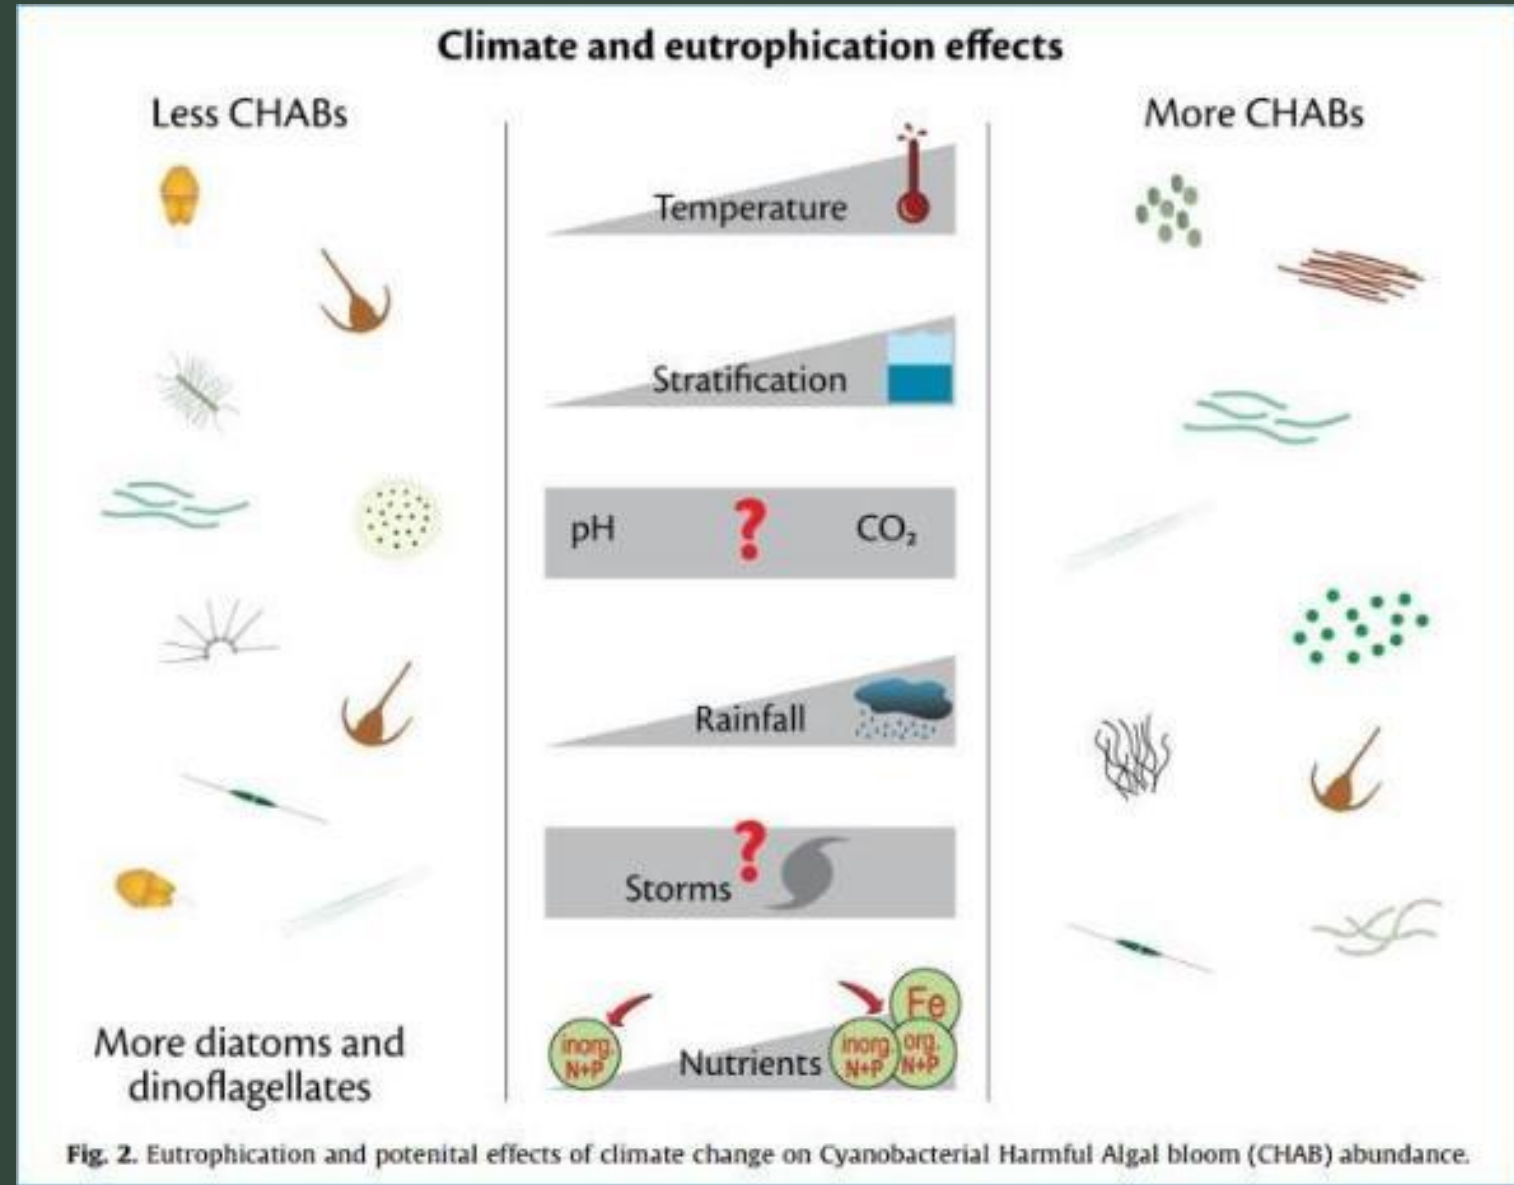 Climate and eutrophication effects
Less CHABs
More CHABs
Temperature
Stratification
pH
?
CO₂
Rainfall
?
Storms
Fe
inorg.
N+P
Nutrients
inorg.
N+P
org.
N+P
More diatoms and
dinoflagellates
Fig. 2. Eutrophication and potenital effects of climate change on Cyanobacterial Harmful Algal bloom (CHAB) abundance.